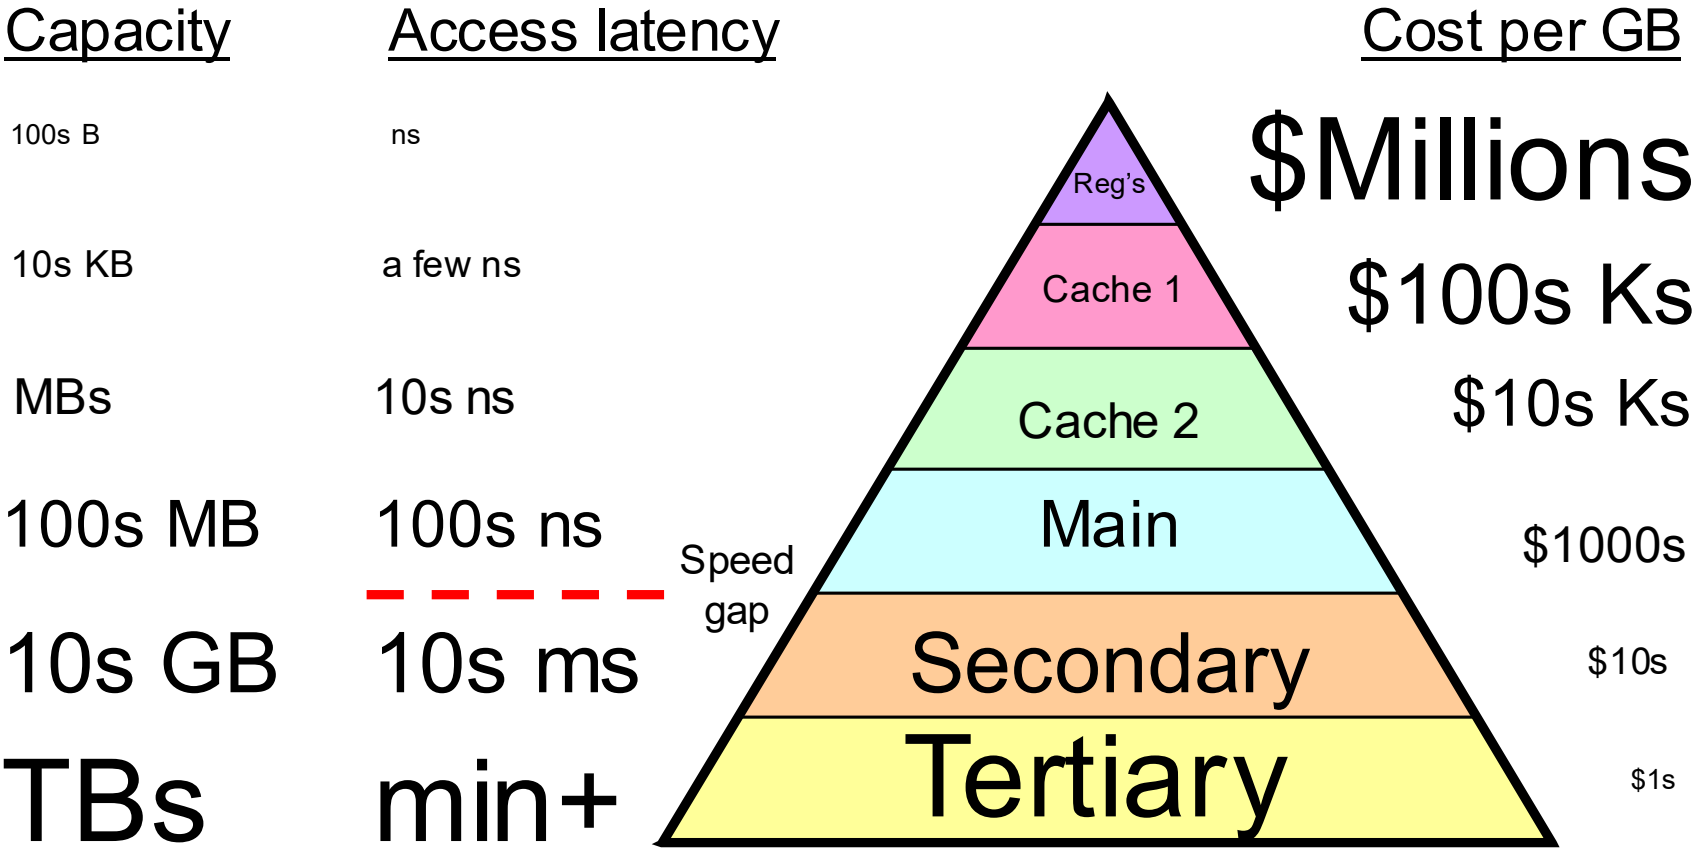 Capacity Access latency Cost per GB
100s B ns Reg's $Millions
10s KB a few ns Cache 1 $100s Ks
MBs 10s ns Cache 2 $10s Ks
100s MB 100s ns Main $1000s
Speed
gap
10s GB 10s ms Secondary $10s
TBs min+ Tertiary $1s